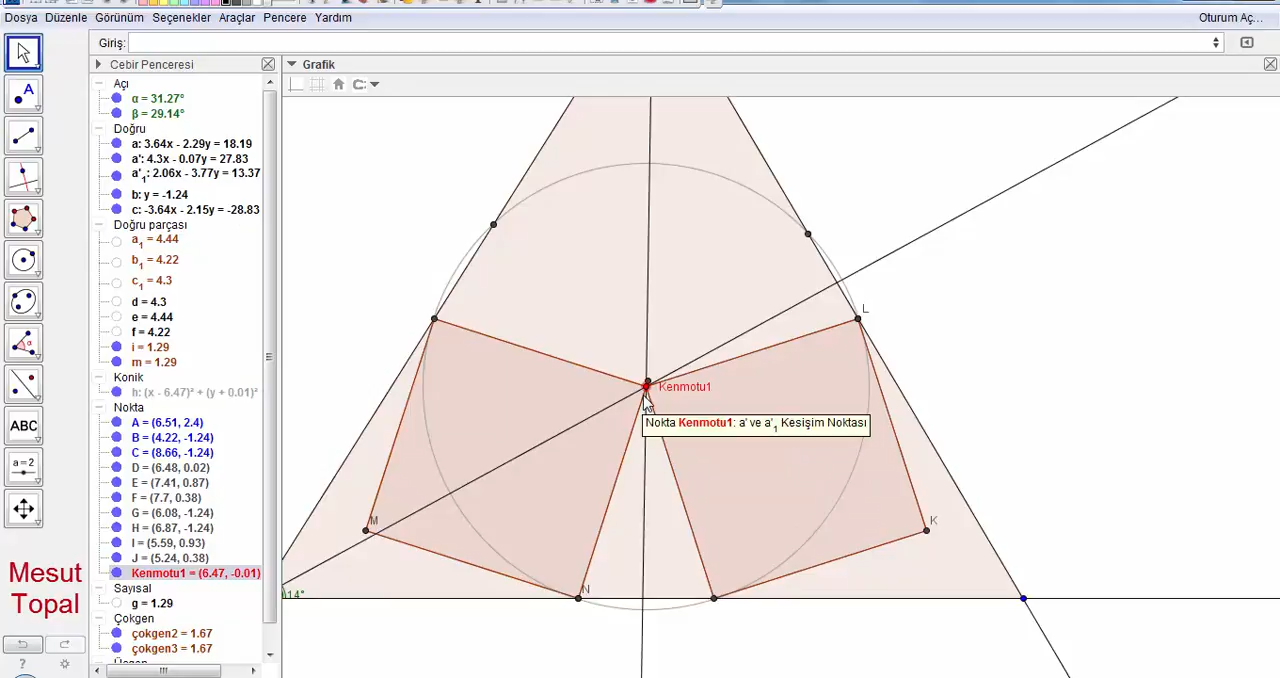 Dosya Düzenle Görünüm Seçenekler Araçlar Pencere Yardım Oturum Aç...
Giriş:
Cebir Penceresi
Grafik
Açı
α = 31.27°
β = 29.14°
Doğru
a: 3.64x - 2.29y = 18.19
a': 4.3x - 0.07y = 27.83
a'₁: 2.06x - 3.77y = 13.37
b: y = -1.24
c: -3.64x - 2.15y = -28.83
Doğru parçası
a₁ = 4.44
b₁ = 4.22
c₁ = 4.3
d = 4.3
e = 4.44
f = 4.22
i = 1.29
m = 1.29
Konik
h: (x - 6.47)² + (y + 0.01)²
Nokta
A = (6.51, 2.4)
B = (4.22, -1.24)
C = (8.66, -1.24)
D = (6.48, 0.02)
E = (7.41, 0.87)
F = (7.7, 0.38)
G = (6.08, -1.24)
H = (6.87, -1.24)
I = (5.59, 0.93)
J = (5.24, 0.38)
Kenmotu1 = (6.47, -0.01)
Sayısal
g = 1.29
Çokgen
çokgen2 = 1.67
çokgen3 = 1.67
A
α
ABC
a=2
Mesut
Topal
L
Kenmotu1
Nokta Kenmotu1: a' ve a'₁ Kesişim Noktası
M
K
N
14°